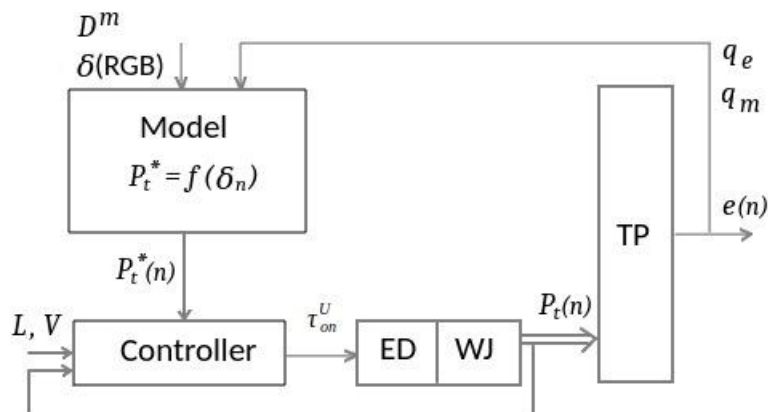 D^m
δ(RGB)
q_e
q_m
Model
P_t^* = f(δ_n)
e(n)
TP
P_t^*(n)
P_t(n)
L, V
τ_on^U
Controller
ED
WJ